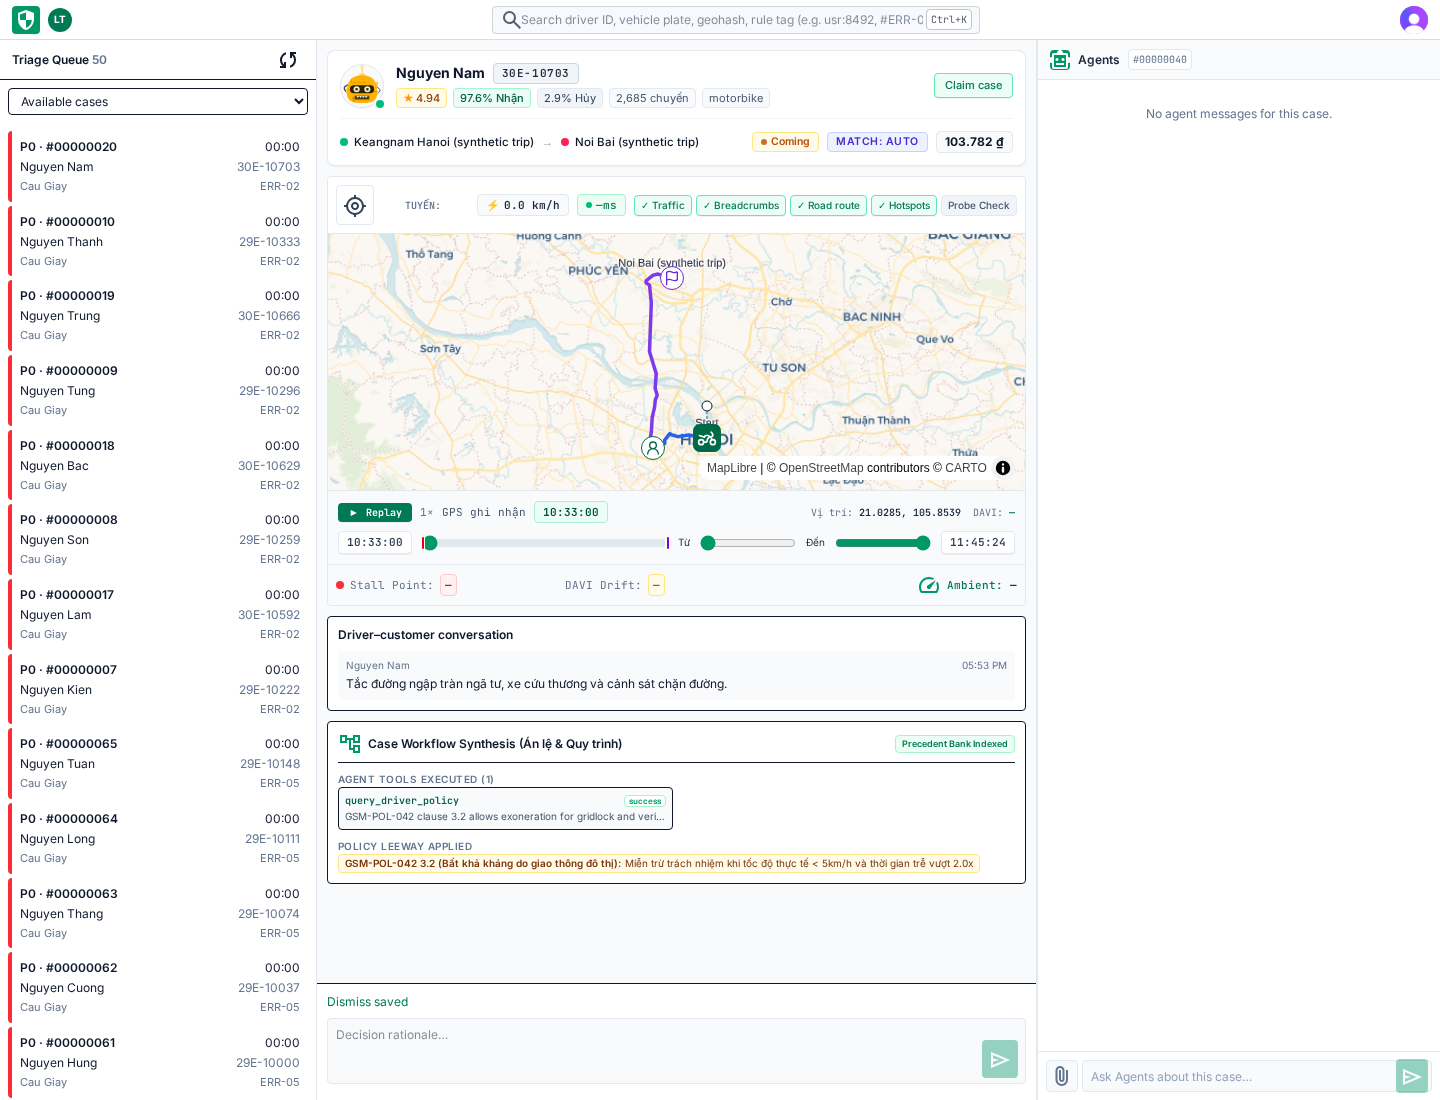 LT
Search driver ID, vehicle plate, geohash, rule tag (e.g. usr:8492, #ERR-0
Ctrl+K
Triage Queue 50
Available cases
P0 · #00000020 00:00
Nguyen Nam 30E-10703
Cau Giay ERR-02
P0 · #00000010 00:00
Nguyen Thanh 29E-10333
Cau Giay ERR-02
P0 · #00000019 00:00
Nguyen Trung 30E-10666
Cau Giay ERR-02
P0 · #00000009 00:00
Nguyen Tung 29E-10296
Cau Giay ERR-02
P0 · #00000018 00:00
Nguyen Bac 30E-10629
Cau Giay ERR-02
P0 · #00000008 00:00
Nguyen Son 29E-10259
Cau Giay ERR-02
P0 · #00000017 00:00
Nguyen Lam 30E-10592
Cau Giay ERR-02
P0 · #00000007 00:00
Nguyen Kien 29E-10222
Cau Giay ERR-02
P0 · #00000065 00:00
Nguyen Tuan 29E-10148
Cau Giay ERR-05
P0 · #00000064 00:00
Nguyen Long 29E-10111
Cau Giay ERR-05
P0 · #00000063 00:00
Nguyen Thang 29E-10074
Cau Giay ERR-05
P0 · #00000062 00:00
Nguyen Cuong 29E-10037
Cau Giay ERR-05
P0 · #00000061 00:00
Nguyen Hung 29E-10000
Cau Giay ERR-05
Nguyen Nam 30E-10703
★ 4.94 97.6% Nhận 2.9% Hủy 2,685 chuyến motorbike
Claim case
Keangnam Hanoi (synthetic trip) → Noi Bai (synthetic trip)
Coming MATCH: AUTO 103.782 ₫
TUYẾN: ⚡ 0.0 km/h —ms ✓ Traffic ✓ Breadcrumbs ✓ Road route ✓ Hotspots Probe Check
Huong Canh
BAC GIANG
Thổ Tang
Noi Bai (synthetic trip)
PHÚC YÊN
Chờ
BAC NINH
Sơn Tây
Que Vo
TU SON
Start
Thuận Thành
Thứa
MapLibre | © OpenStreetMap contributors © CARTO
Lạc Đạo
▶ Replay 1× GPS ghi nhận 10:33:00
Vị trí: 21.0285, 105.8539 DAVI: —
10:33:00 Từ Đến 11:45:24
Stall Point: — DAVI Drift: — Ambient: —
Driver–customer conversation
Nguyen Nam 05:53 PM
Tắc đường ngập tràn ngã tư, xe cứu thương và cảnh sát chặn đường.
Case Workflow Synthesis (Án lệ & Quy trình)
Precedent Bank Indexed
AGENT TOOLS EXECUTED (1)
query_driver_policy success
GSM-POL-042 clause 3.2 allows exoneration for gridlock and veri...
POLICY LEEWAY APPLIED
GSM-POL-042 3.2 (Bất khả kháng do giao thông đô thị): Miễn trừ trách nhiệm khi tốc độ thực tế < 5km/h và thời gian trễ vượt 2.0x
Dismiss saved
Decision rationale...
Agents #00000040
No agent messages for this case.
Ask Agents about this case...